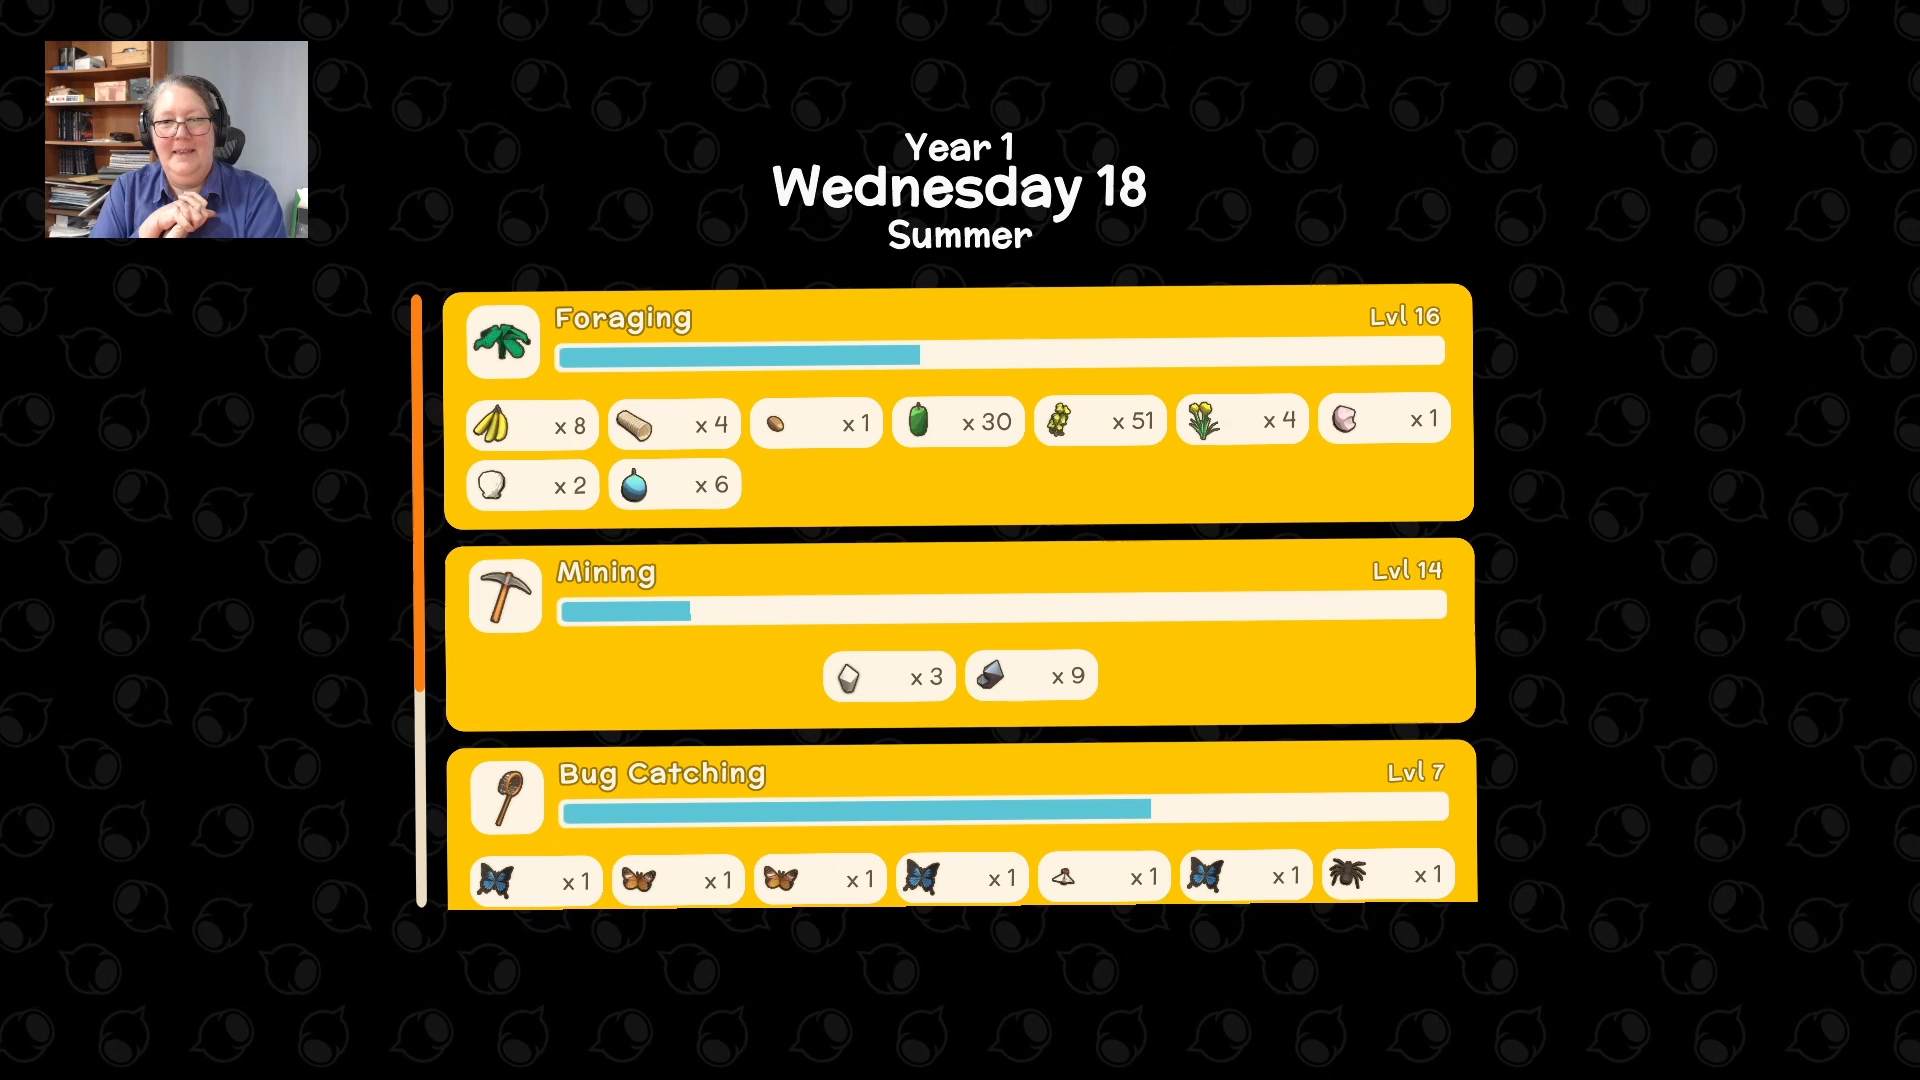 Year 1
Wednesday 18
Summer
Foraging Lvl 16
x 8 x 4 x 1 x 30 x 51 x 4 x 1
x 2 x 6
Mining Lvl 14
x 3 x 9
Bug Catching Lvl 7
x 1 x 1 x 1 x 1 x 1 x 1 x 1